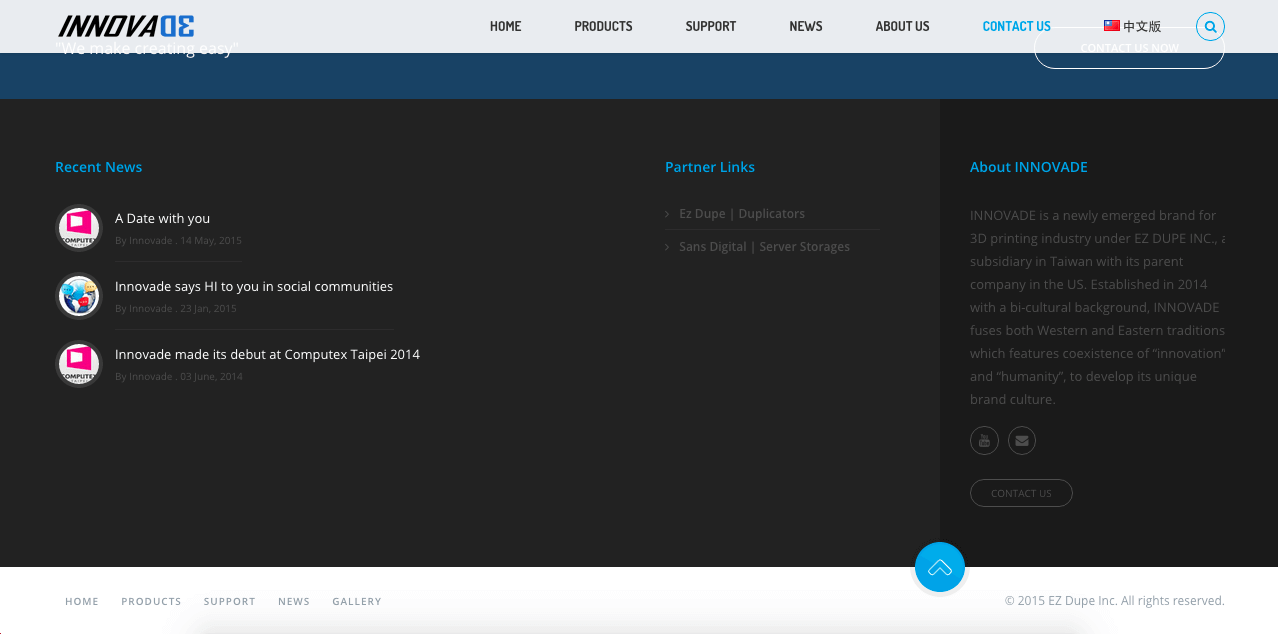 INNOVADE
HOME
PRODUCTS
SUPPORT
NEWS
ABOUT US
CONTACT US
中文版
"We make creating easy"
CONTACT US NOW
Recent News
A Date with you
By Innovade . 14 May, 2015
Innovade says HI to you in social communities
By Innovade . 23 Jan, 2015
COMPUTEX
TAIPEI
Innovade made its debut at Computex Taipei 2014
By Innovade . 03 June, 2014
Partner Links
Ez Dupe | Duplicators
Sans Digital | Server Storages
About INNOVADE
INNOVADE is a newly emerged brand for
3D printing industry under EZ DUPE INC., a
subsidiary in Taiwan with its parent
company in the US. Established in 2014
with a bi-cultural background, INNOVADE
fuses both Western and Eastern traditions
which features coexistence of “innovation”
and “humanity”, to develop its unique
brand culture.
CONTACT US
HOME
PRODUCTS
SUPPORT
NEWS
GALLERY
© 2015 EZ Dupe Inc. All rights reserved.